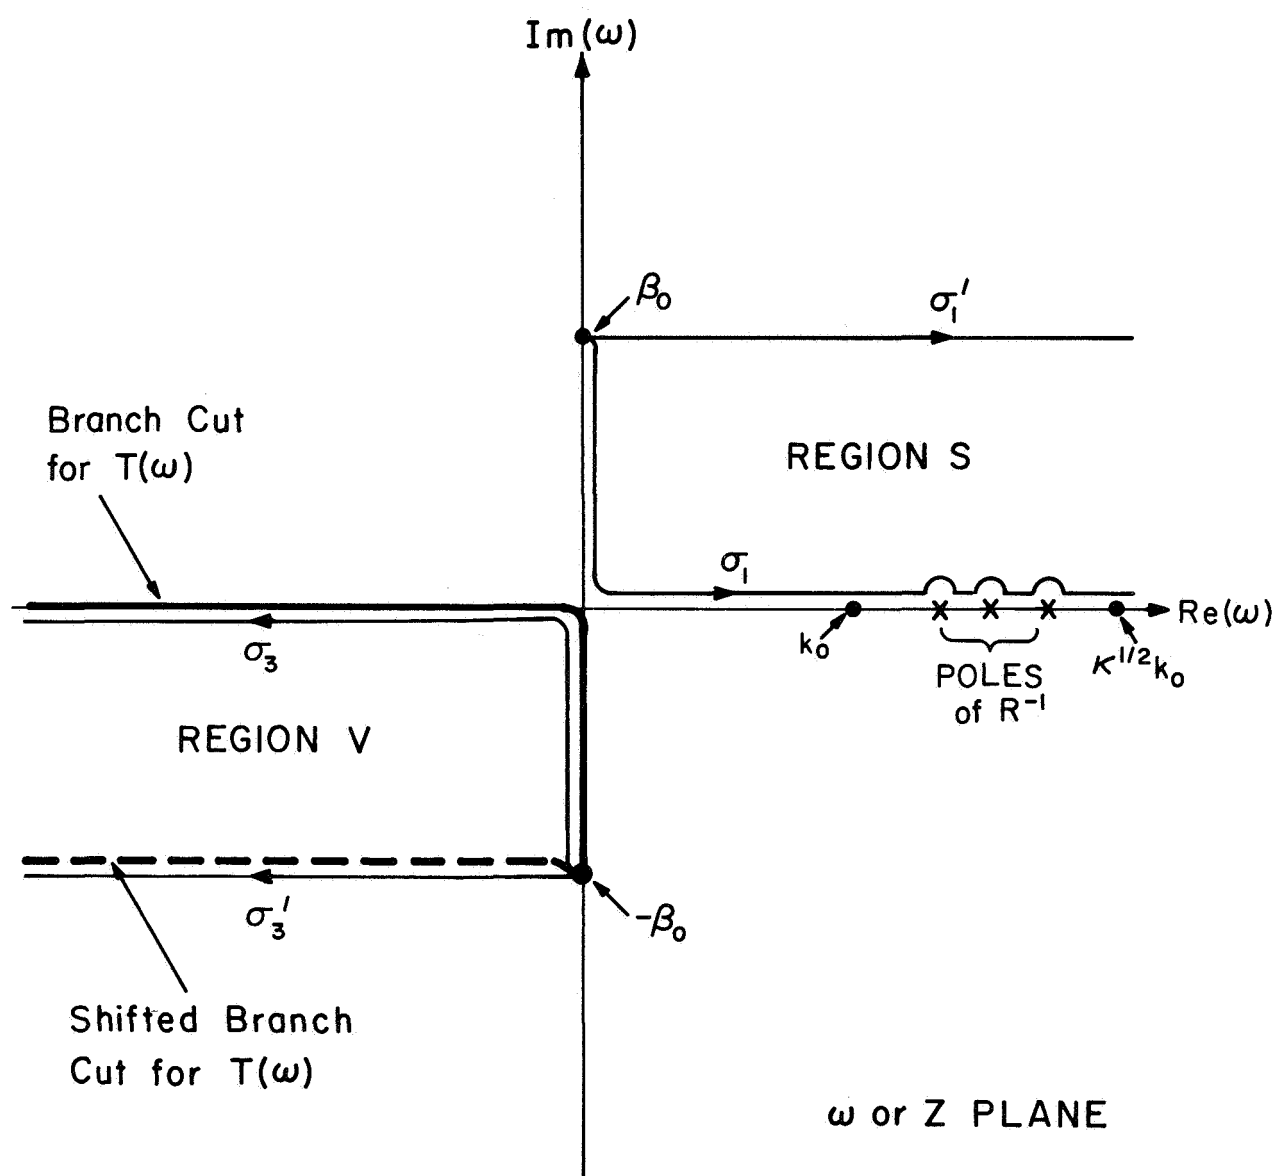 Im(ω)
β₀
σ₁′
Branch Cut
for T(ω)
REGION S
σ₁
Re(ω)
k₀
κ^{1/2}k₀
POLES
of R⁻¹
σ₃
REGION V
σ₃′
-β₀
Shifted Branch
Cut for T(ω)
ω or Z PLANE